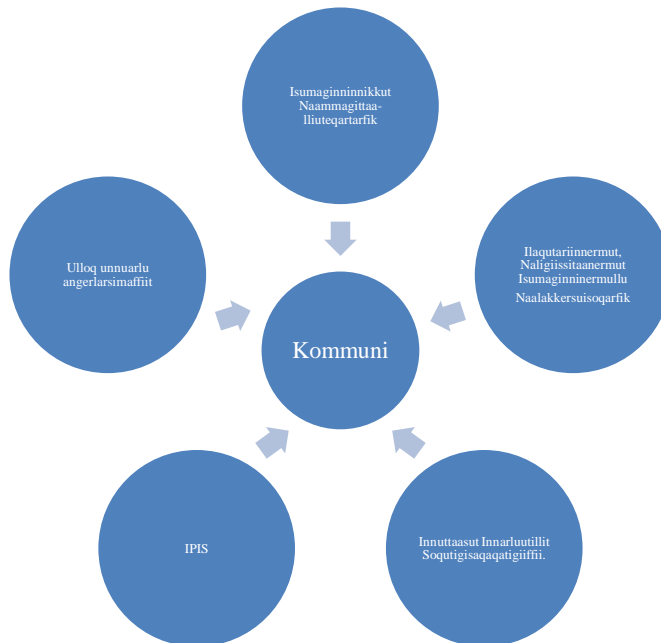 Isumaginninnikkut
Naammagittaa-
lliuteqartarfik
Ulloq unnuarlu
angerlarsimaffiit
Ilaqutariinnermut,
Naligiissitaanermut
Isumaginninermullu
Naalakkersuisoqarfik
Kommuni
IPIS
Innuttaasut Innarluutillit
Soqutigisaqaqatigiiffii.